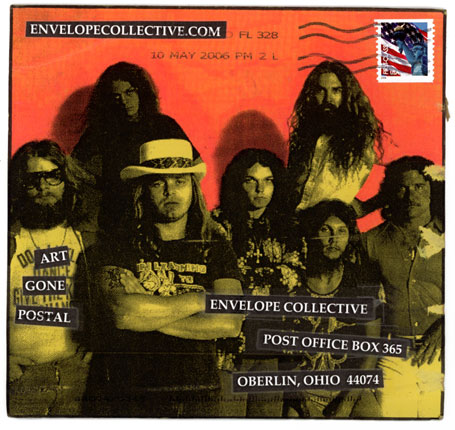 ENVELOPECOLLECTIVE.COM
FL 328
10 MAY 2006 PM 2 L
ART
GONE
POSTAL
ENVELOPE COLLECTIVE
POST OFFICE BOX 365
OBERLIN, OHIO 44074